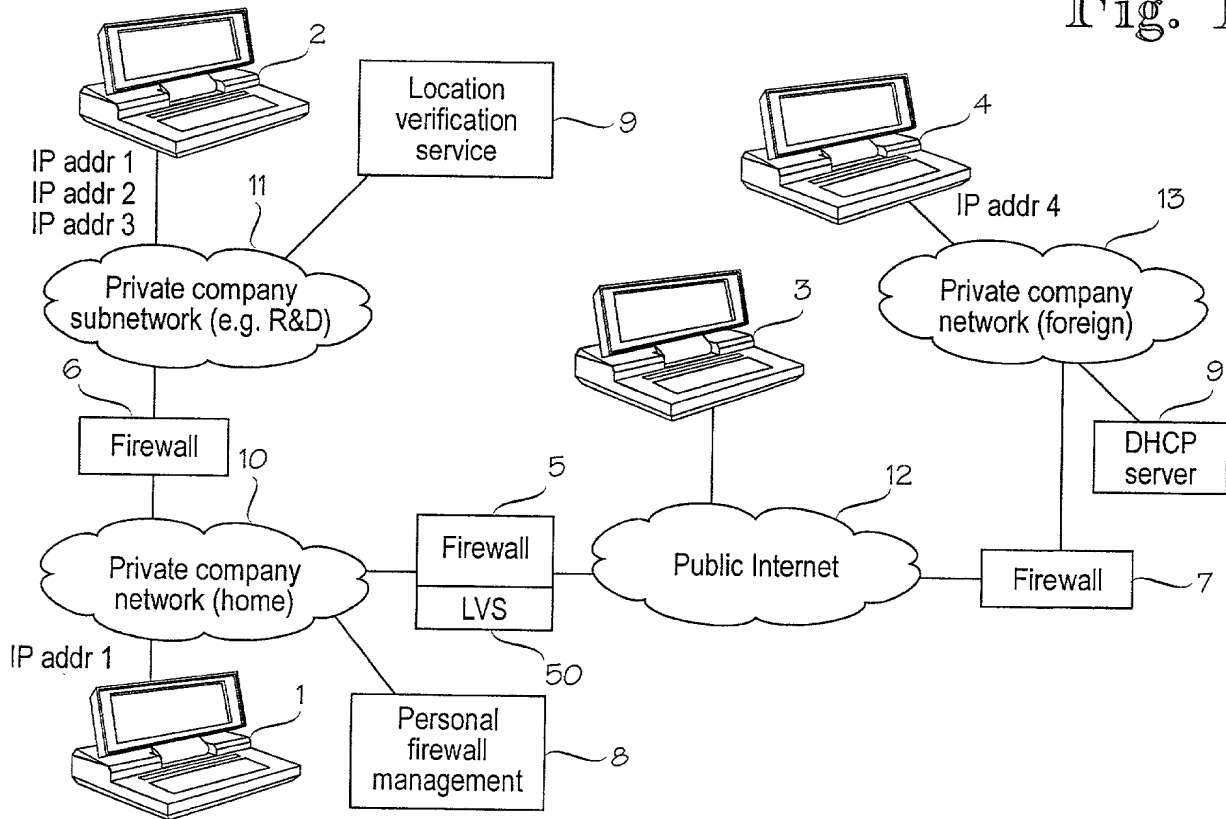 Fig. 1
2
Location
verification
service
9
4
IP addr 1
IP addr 2
IP addr 3
11
IP addr 4
13
Private company
subnetwork (e.g. R&D)
3
Private company
network (foreign)
6
Firewall
9
DHCP
server
10
5
12
Private company
network (home)
Firewall
LVS
50
Public Internet
Firewall
7
IP addr 1
1
Personal
firewall
management
8